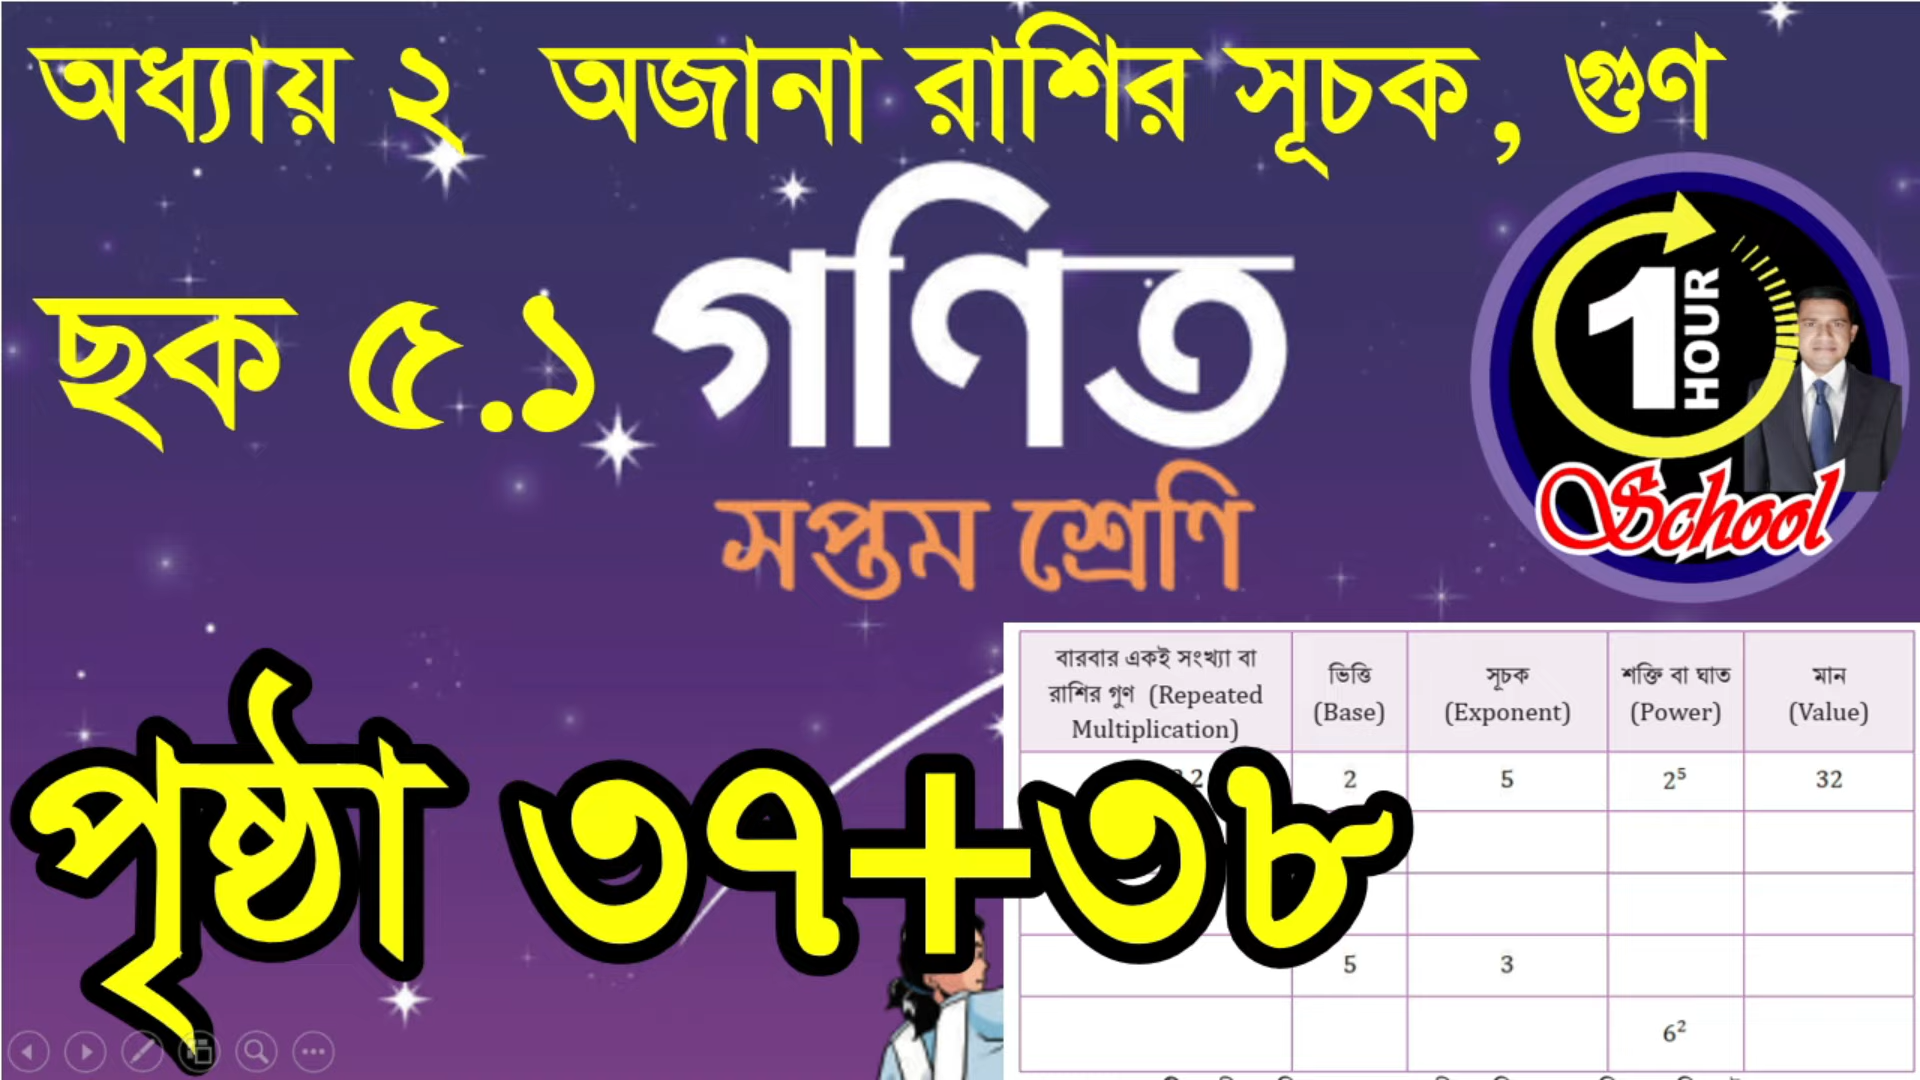 অধ্যায় ২ অজানা রাশির সূচক, গুণ
ছক ৫.১
গণিত
সপ্তম শ্রেণি
1 HOUR
School
পৃষ্ঠা ৩৭+৩৮
বারবার একই সংখ্যা বা রাশির গুণ (Repeated Multiplication) ভিত্তি (Base) সূচক (Exponent) শক্তি বা ঘাত (Power) মান (Value)
2 2 5 2⁵ 32
5 3
6²